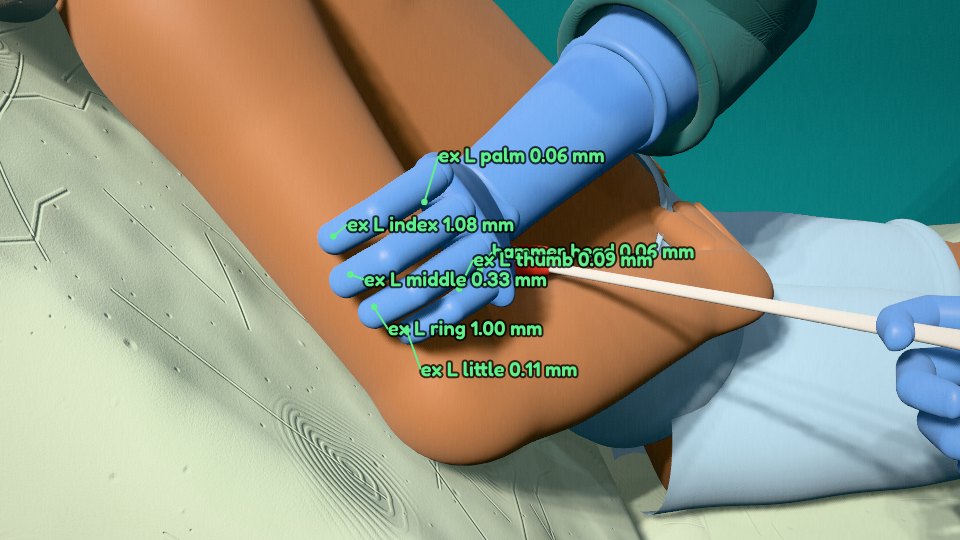 ex L palm 0.06 mm
ex L index 1.08 mm
hammer head 0.06 mm
ex L thumb 0.09 mm
ex L middle 0.33 mm
ex L ring 1.00 mm
ex L little 0.11 mm